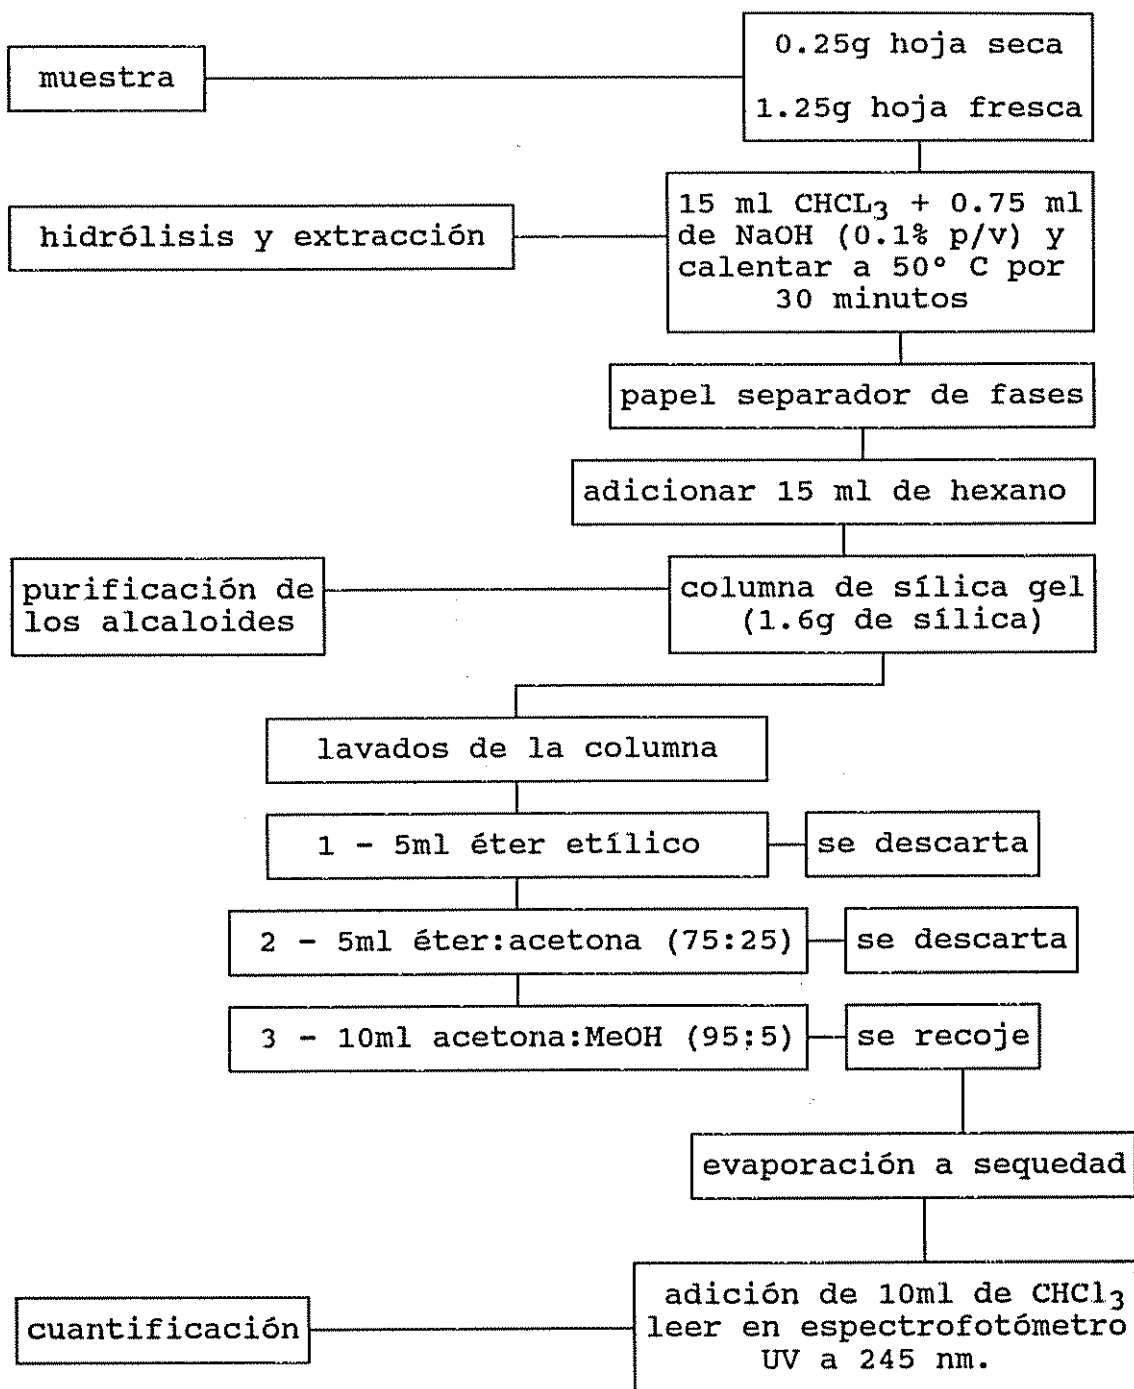 muestra
0.25g hoja seca
1.25g hoja fresca
hidrólisis y extracción
15 ml CHCL3 + 0.75 ml
de NaOH (0.1% p/v) y
calentar a 50° C por
30 minutos
papel separador de fases
adicionar 15 ml de hexano
purificación de
los alcaloides
columna de sílica gel
(1.6g de sílica)
lavados de la columna
1 - 5ml éter etílico
se descarta
2 - 5ml éter:acetona (75:25)
se descarta
3 - 10ml acetona:MeOH (95:5)
se recoje
evaporación a sequedad
cuantificación
adición de 10ml de CHCl3
leer en espectrofotómetro
UV a 245 nm.